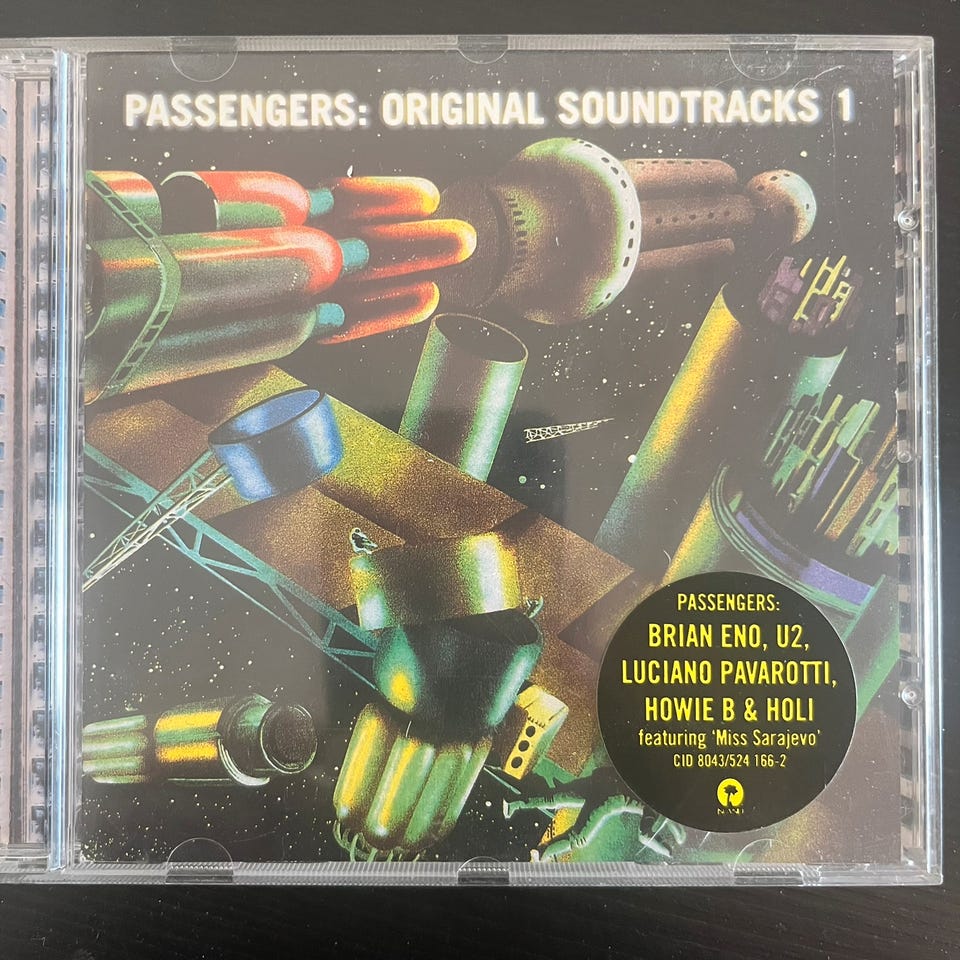 PASSENGERS: ORIGINAL SOUNDTRACKS 1
PASSENGERS:
BRIAN ENO, U2,
LUCIANO PAVAROTTI,
HOWIE B & HOLI
featuring 'Miss Sarajevo'
CID 8043/524 166-2
ISLAND